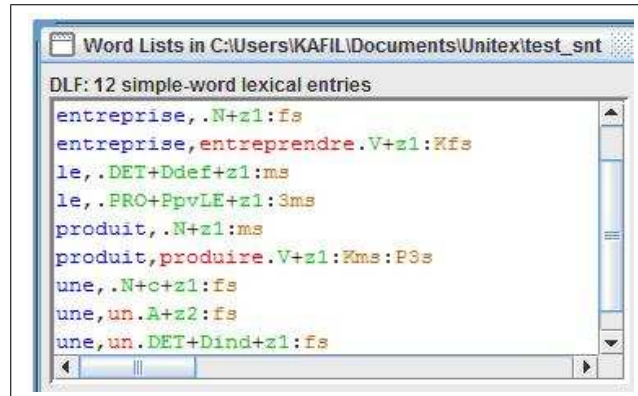 Word Lists in C:\Users\KAFIL\Documents\Unitex\test_snt
DLF: 12 simple-word lexical entries
entreprise,.N+z1:fs
entreprise,entreprendre.V+z1:Kfs
le,.DET+Ddef+z1:ms
le,.PRO+PpvLE+z1:3ms
produit,.N+z1:ms
produit,produire.V+z1:Kms:P3s
une,.N+c+z1:fs
une,un.A+z2:fs
une,un.DET+Dind+z1:fs